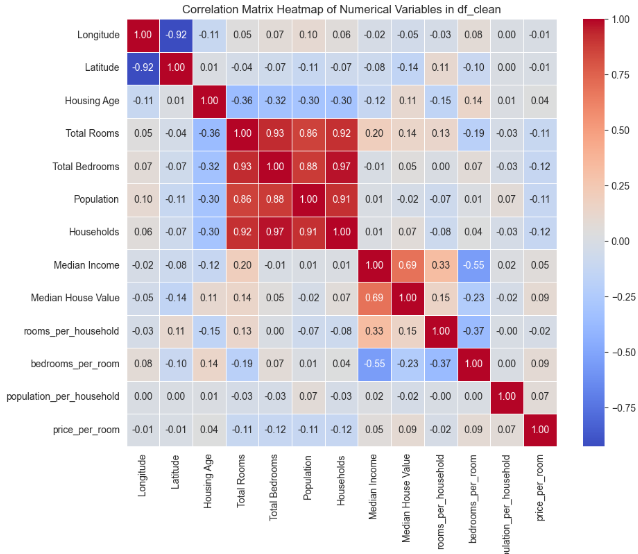 Correlation Matrix Heatmap of Numerical Variables in df_clean
Longitude 1.00 -0.92 -0.11 0.05 0.07 0.10 0.06 -0.02 -0.05 -0.03 0.08 0.00 -0.01
Latitude -0.92 1.00 0.01 -0.04 -0.07 -0.11 -0.07 -0.08 -0.14 0.11 -0.10 0.00 -0.01
Housing Age -0.11 0.01 1.00 -0.36 -0.32 -0.30 -0.30 -0.12 0.11 -0.15 0.14 0.01 0.04
Total Rooms 0.05 -0.04 -0.36 1.00 0.93 0.86 0.92 0.20 0.14 0.13 -0.19 -0.03 -0.11
Total Bedrooms 0.07 -0.07 -0.32 0.93 1.00 0.88 0.97 -0.01 0.05 0.00 0.07 -0.03 -0.12
Population 0.10 -0.11 -0.30 0.86 0.88 1.00 0.91 0.01 -0.02 -0.07 0.01 0.07 -0.11
Households 0.06 -0.07 -0.30 0.92 0.97 0.91 1.00 0.01 0.07 -0.08 0.04 -0.03 -0.12
Median Income -0.02 -0.08 -0.12 0.20 -0.01 0.01 0.01 1.00 0.69 0.33 -0.55 0.02 0.05
Median House Value -0.05 -0.14 0.11 0.14 0.05 -0.02 0.07 0.69 1.00 0.15 -0.23 -0.02 0.09
rooms_per_household -0.03 0.11 -0.15 0.13 0.00 -0.07 -0.08 0.33 0.15 1.00 -0.37 -0.00 -0.02
bedrooms_per_room 0.08 -0.10 0.14 -0.19 0.07 0.01 0.04 -0.55 -0.23 -0.37 1.00 0.00 0.09
population_per_household 0.00 0.00 0.01 -0.03 -0.03 0.07 -0.03 0.02 -0.02 -0.00 0.00 1.00 0.07
price_per_room -0.01 -0.01 0.04 -0.11 -0.12 -0.11 -0.12 0.05 0.09 -0.02 0.09 0.07 1.00
Longitude
Latitude
Housing Age
Total Rooms
Total Bedrooms
Population
Households
Median Income
Median House Value
rooms_per_household
bedrooms_per_room
ulation_per_household
price_per_room
1.00
0.75
0.50
0.25
0.00
−0.25
−0.50
−0.75